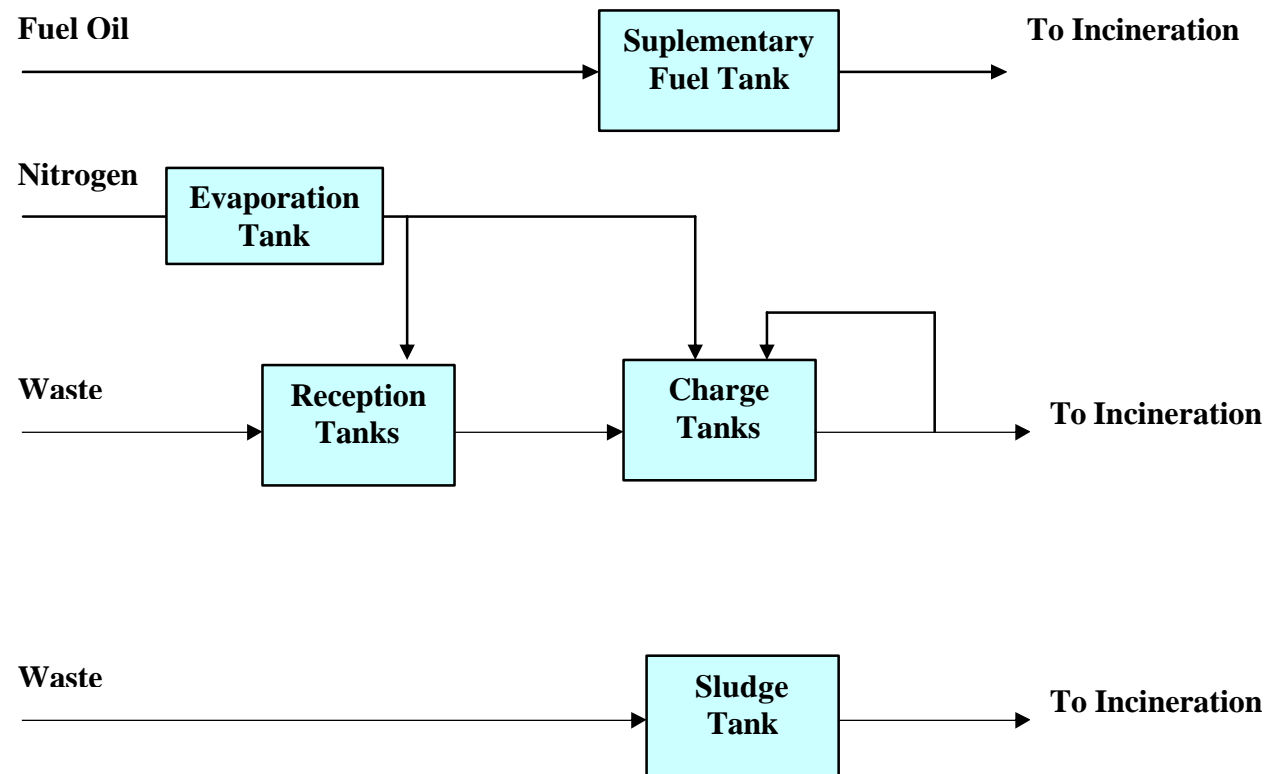 Fuel Oil
Suplementary
Fuel Tank
To Incineration
Nitrogen
Evaporation
Tank
Waste
Reception
Tanks
Charge
Tanks
To Incineration
Waste
Sludge
Tank
To Incineration